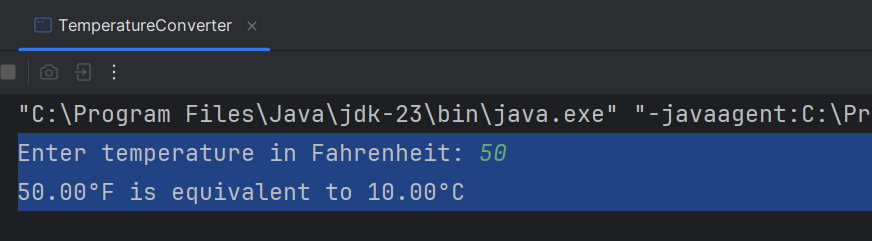 TemperatureConverter
"C:\Program Files\Java\jdk-23\bin\java.exe" "-javaagent:C:\Pr
Enter temperature in Fahrenheit: 50
50.00°F is equivalent to 10.00°C